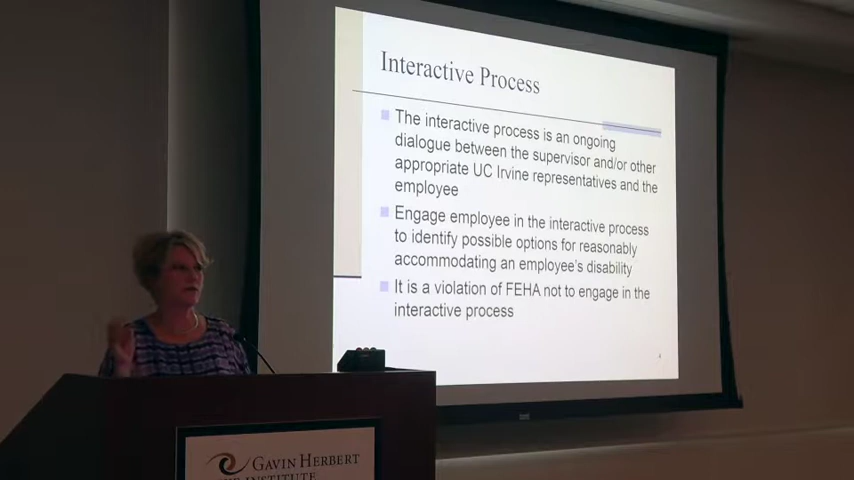 Interactive Process
The interactive process is an ongoing
dialogue between the supervisor and/or other
appropriate UC Irvine representatives and the
employee
Engage employee in the interactive process
to identify possible options for reasonably
accommodating an employee's disability
It is a violation of FEHA not to engage in the
interactive process
GAVIN HERBERT
INSTITUTE